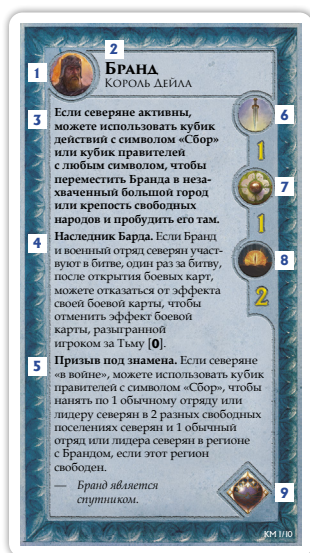 2
БРАНД
КОРОЛЬ ДЕЙЛА
1
3
Если северяне активны,
можете использовать кубик
действий с символом «Сбор»
или кубик правителей
с любым символом, чтобы
переместить Бранда в неза-
хваченный большой город
или крепость свободных
народов и пробудить его там.
4
Наследник Барда. Если Бранд
и военный отряд северян участ-
вуют в битве, один раз за битву,
после открытия боевых карт,
можете отказаться от эффекта
своей боевой карты, чтобы
отменить эффект боевой
карты, разыгранной
игроком за Тьму [0].
5
Призыв под знамена. Если северяне
«в войне», можете использовать кубик
правителей с символом «Сбор», чтобы
нанять по 1 обычному отряду или
лидеру северян в 2 разных свободных
поселениях северян и 1 обычный
отряд или лидера северян в регионе
с Брандом, если этот регион
свободен.
— Бранд является
спутником.
6
1
7
1
8
2
9
КМ 1/10